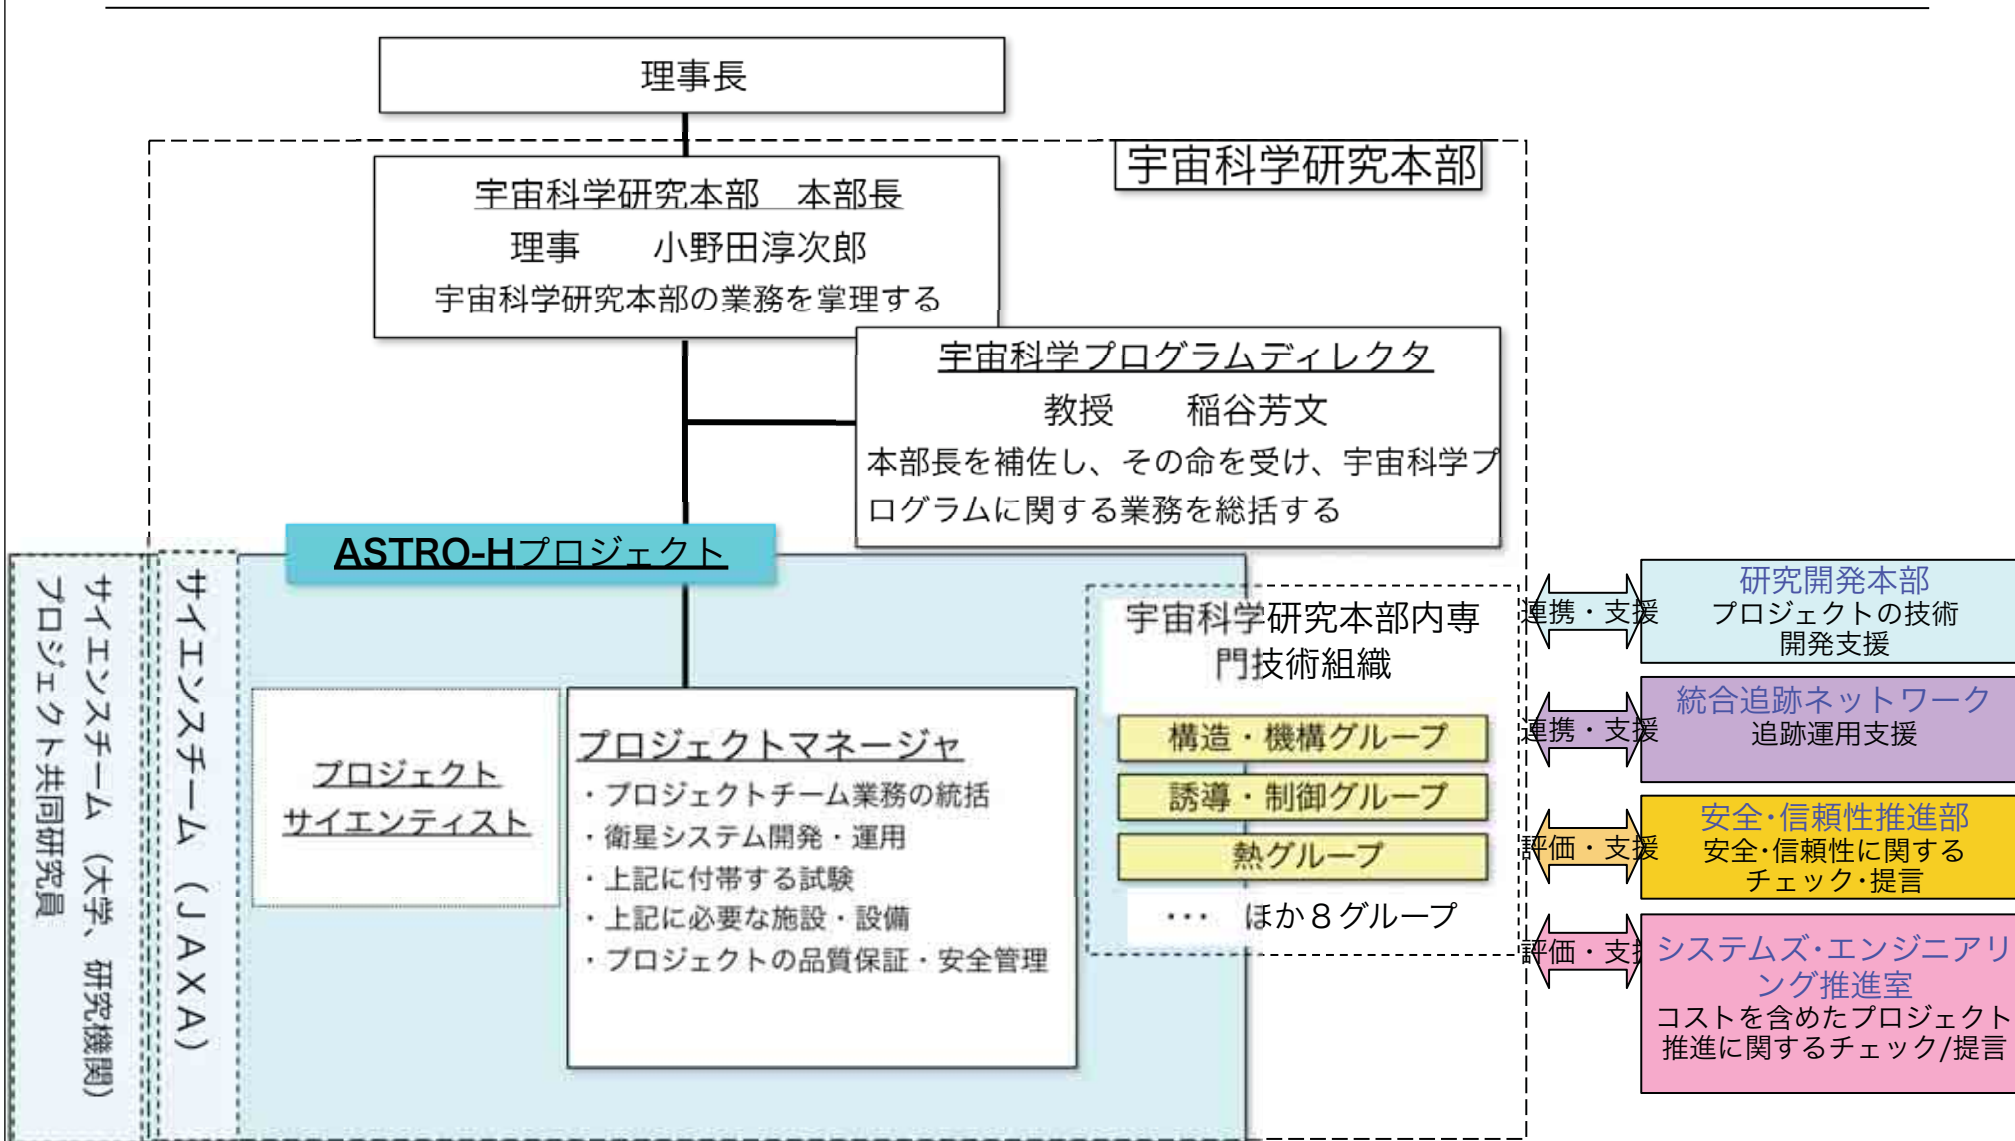 理事長
宇宙科学研究本部
宇宙科学研究本部　本部長
理事　　小野田淳次郎
宇宙科学研究本部の業務を掌理する
宇宙科学プログラムディレクタ
教授　　稲谷芳文
本部長を補佐し、その命を受け、宇宙科学プ
ログラムに関する業務を総括する
ASTRO-Hプロジェクト
サイエンスチーム（大学、研究機関）
プロジェクト共同研究員
サイエンスチーム（ＪＡＸＡ）
プロジェクト
サイエンティスト
プロジェクトマネージャ
・プロジェクトチーム業務の統括
・衛星システム開発・運用
・上記に付帯する試験
・上記に必要な施設・設備
・プロジェクトの品質保証・安全管理
宇宙科学研究本部内専
門技術組織
構造・機構グループ
誘導・制御グループ
熱グループ
･･･　ほか８グループ
連携・支援
研究開発本部
プロジェクトの技術
開発支援
連携・支援
統合追跡ネットワーク
追跡運用支援
評価・支援
安全･信頼性推進部
安全･信頼性に関する
チェック･提言
評価・支援
システムズ･エンジニアリ
ング推進室
コストを含めたプロジェクト
推進に関するチェック/提言